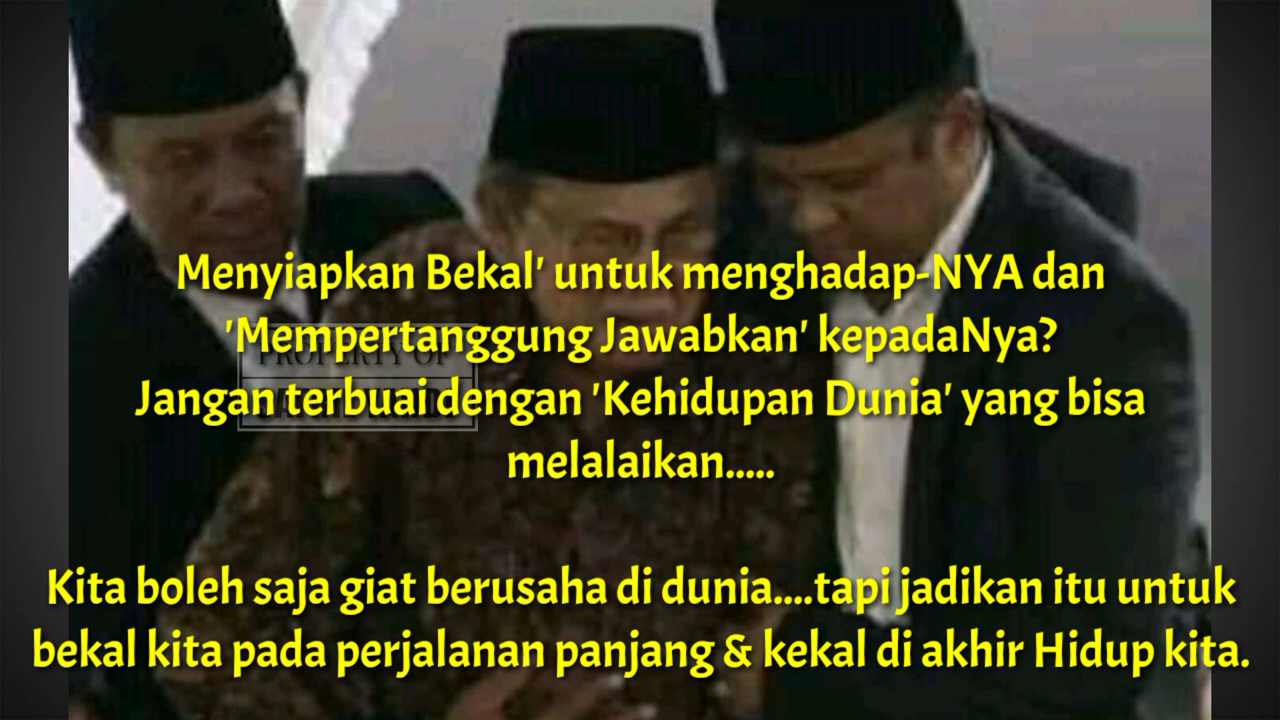 Menyiapkan Bekal' untuk menghadap-NYA dan
'Mempertanggung Jawabkan' kepadaNya?
PROPERTY OF
Jangan terbuai dengan 'Kehidupan Dunia' yang bisa
melalaikan.....
Kita boleh saja giat berusaha di dunia....tapi jadikan itu untuk
bekal kita pada perjalanan panjang & kekal di akhir Hidup kita.